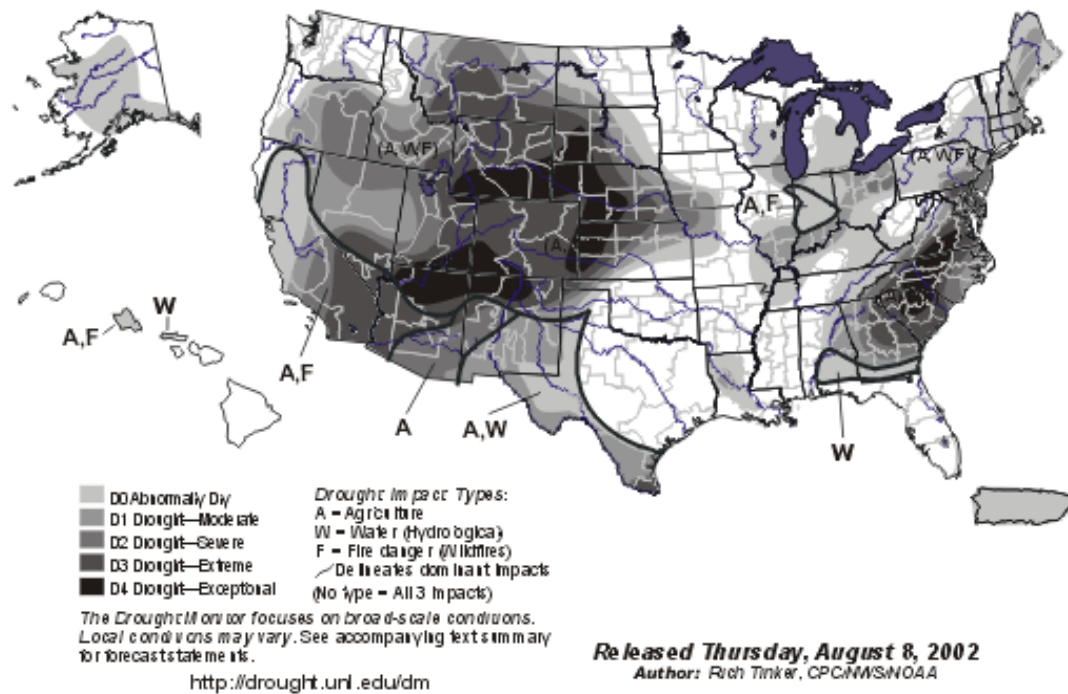 (A,WF)
A
(A,WF)
A,F
(A,
W
A,F
A,F
A
A,W
W
D0 Abnormally Dry
D1 Drought—Moderate
D2 Drought—Severe
D3 Drought—Extreme
D4 Drought—Exceptional
Drought Impact Types:
A = Agriculture
W = Water (Hydrological)
F = Fire danger (Wildfires)
Delineates dominant impacts
(No type = All 3 impacts)
The Drought Monitor focuses on broad-scale conditions.
Local conditions may vary. See accompanying text summary
for forecast statements.
http://drought.unl.edu/dm
Released Thursday, August 8, 2002
Author: Rich Tinker, CPC/NWS/NOAA